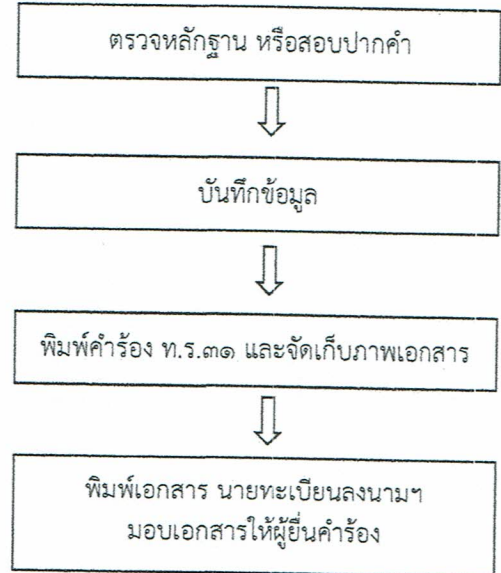 ตรวจหลักฐาน หรือสอบปากคำ
บันทึกข้อมูล
พิมพ์คำร้อง ท.ร.๓๑ และจัดเก็บภาพเอกสาร
พิมพ์เอกสาร นายทะเบียนลงนามฯ
มอบเอกสารให้ผู้ยื่นคำร้อง